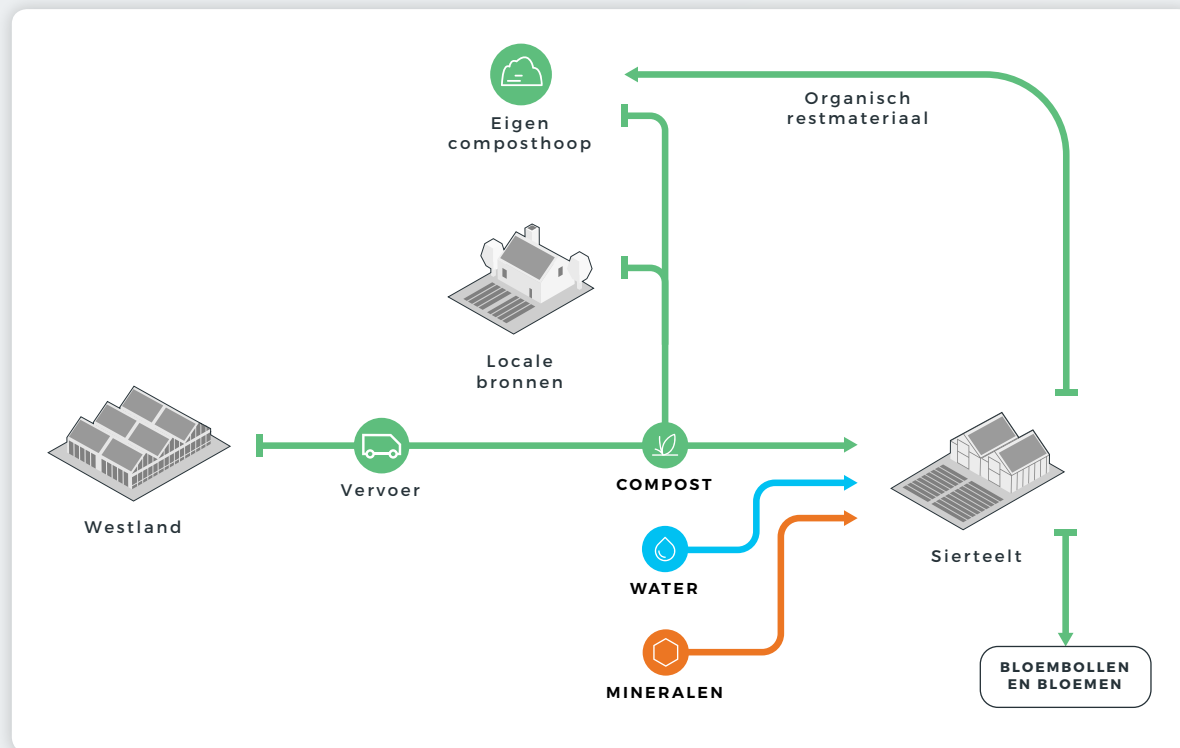 Eigen
composthoop
Organisch
restmateriaal
Locale
bronnen
Westland
Vervoer
COMPOST
WATER
MINERALEN
Sierteelt
BLOEMBOLLEN
EN BLOEMEN